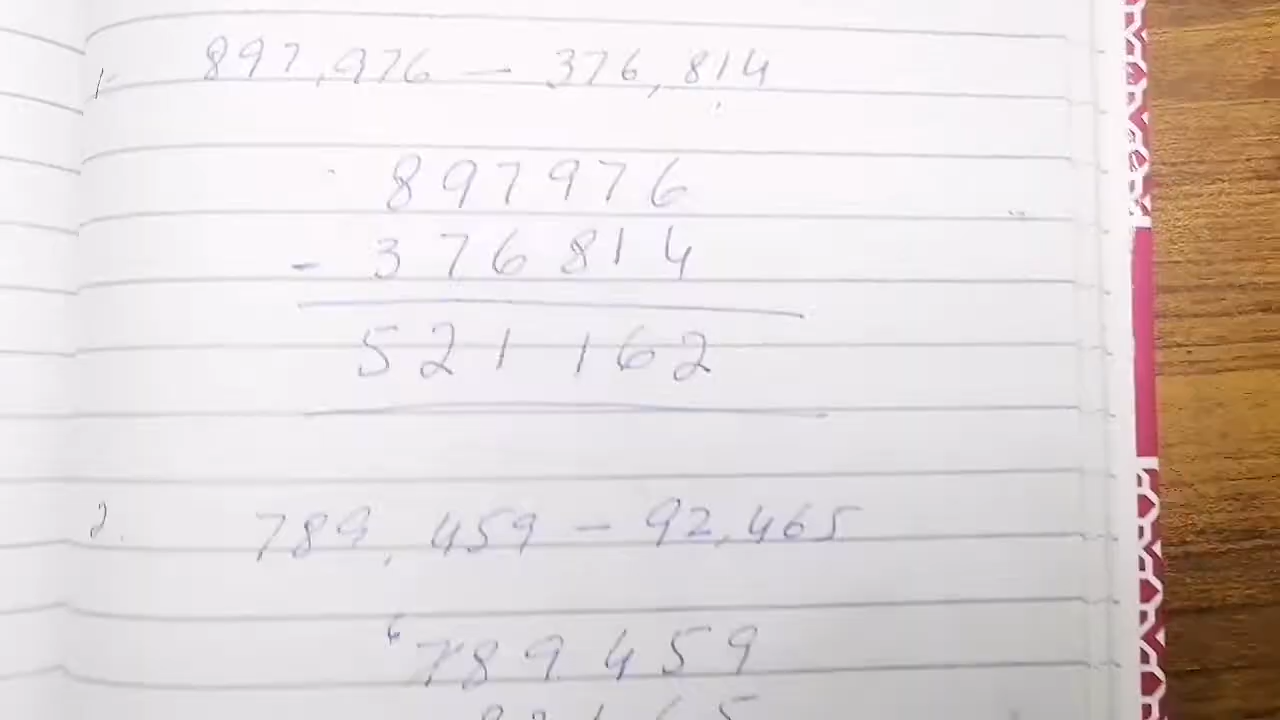 1. 897,976 - 376,814
897976
- 376814
521162
2. 789,459 - 92,465
6
789459